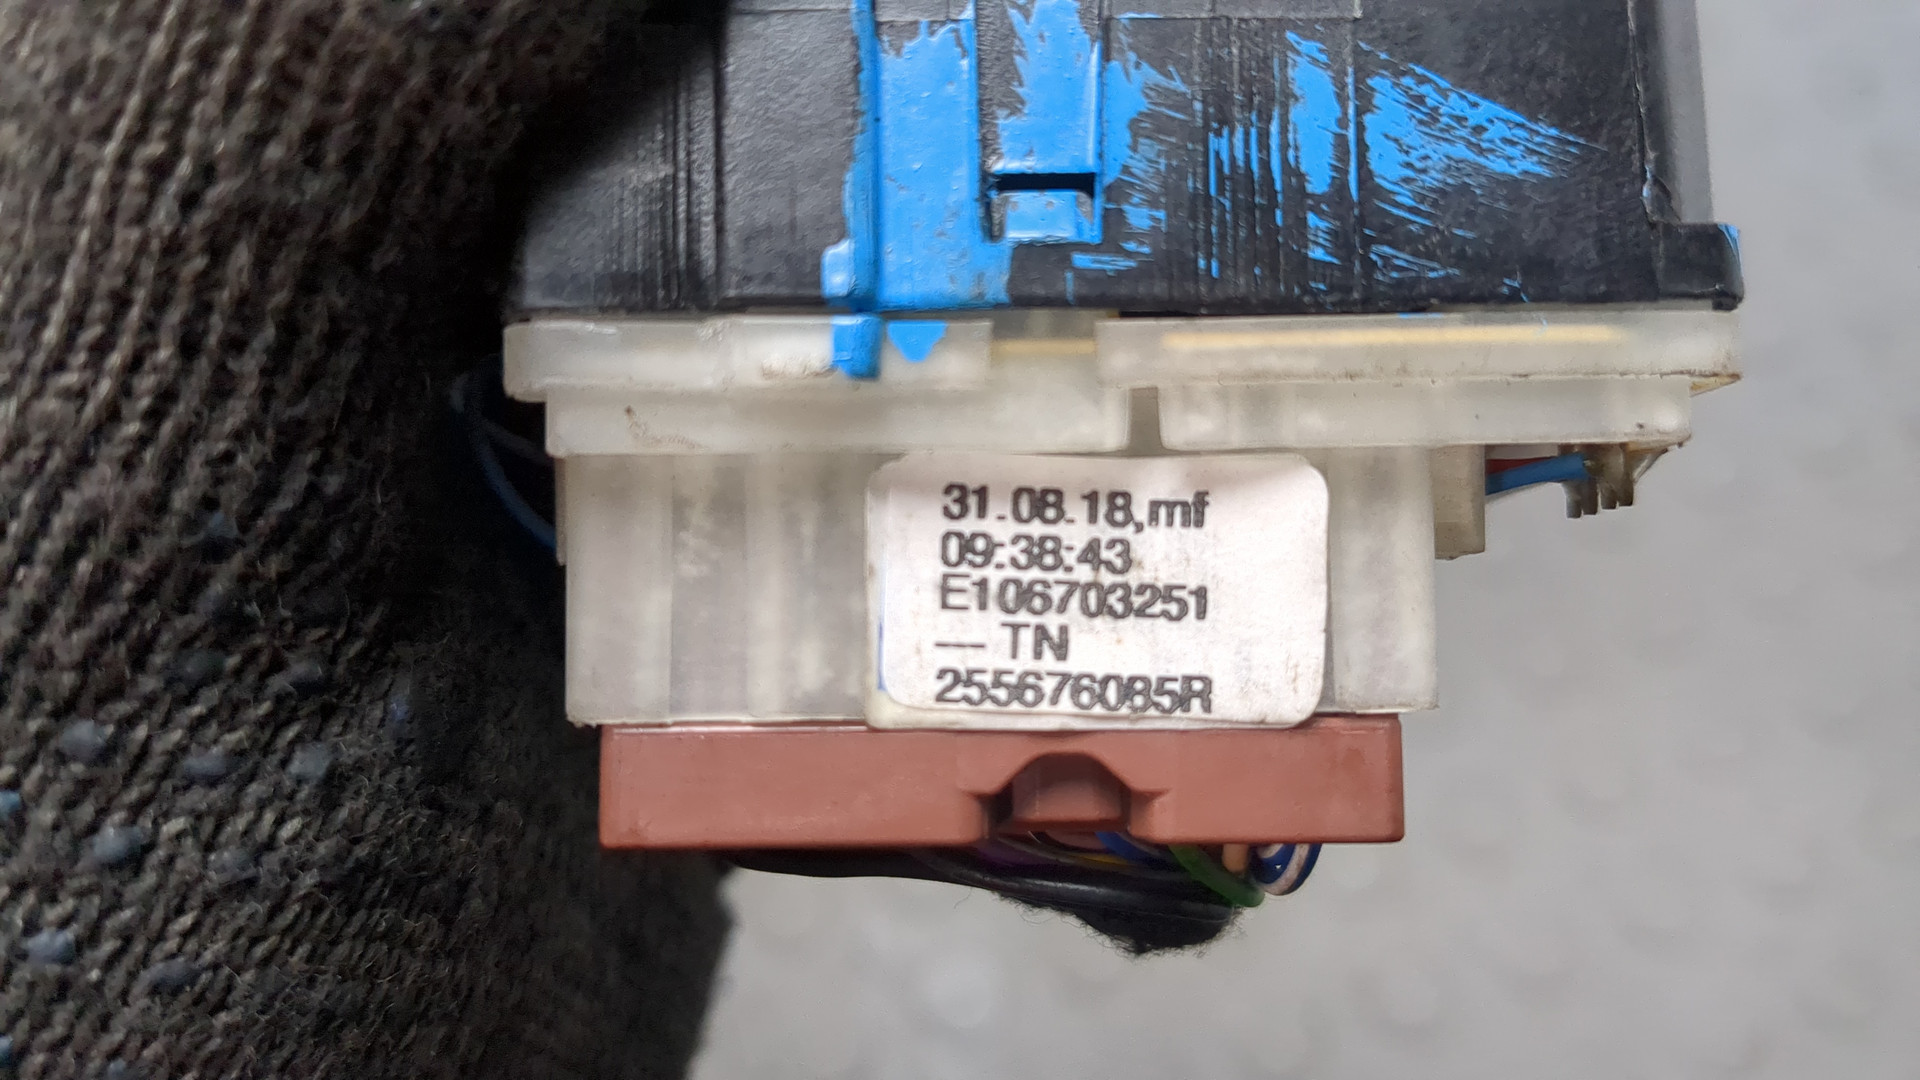 31.08.18,mf
09:38:43
E106703251
— TN
255676085R